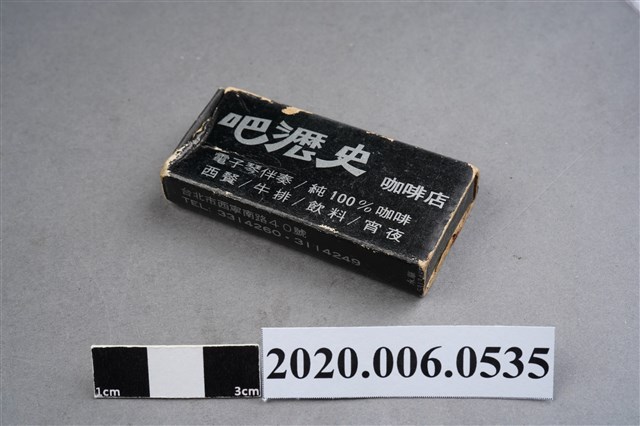 吧瀝史 咖啡店
電子琴伴奏/純100%咖啡
西餐/牛排/飲料/宵夜
台北市西寧南路40號
TEL: 3314260・3114249
1cm 3cm
2020.006.0535